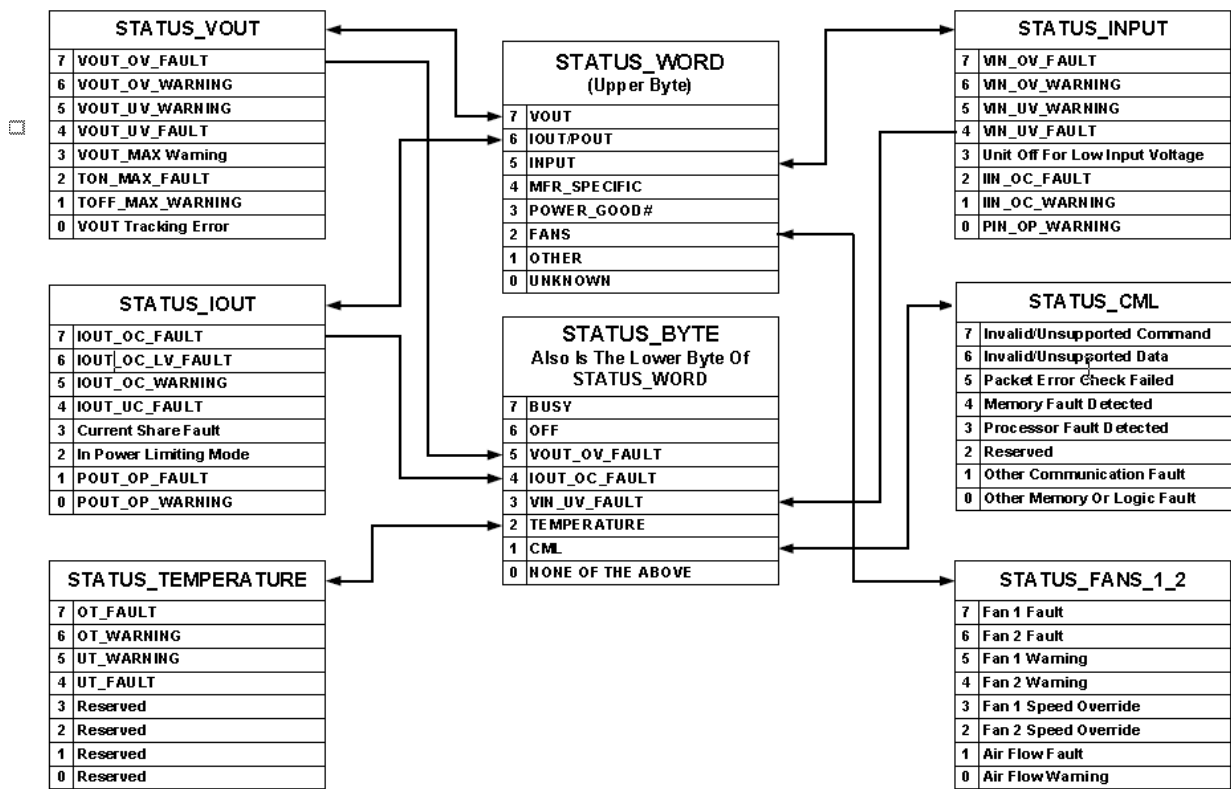 STATUS_VOUT
7 VOUT_OV_FAULT
6 VOUT_OV_WARNING
5 VOUT_UV_WARNING
4 VOUT_UV_FAULT
3 VOUT_MAX Warning
2 TON_MAX_FAULT
1 TOFF_MAX_WARNING
0 VOUT Tracking Error
STATUS_IOUT
7 IOUT_OC_FAULT
6 IOUT_OC_LV_FAULT
5 IOUT_OC_WARNING
4 IOUT_UC_FAULT
3 Current Share Fault
2 In Power Limiting Mode
1 POUT_OP_FAULT
0 POUT_OP_WARNING
STATUS_TEMPERATURE
7 OT_FAULT
6 OT_WARNING
5 UT_WARNING
4 UT_FAULT
3 Reserved
2 Reserved
1 Reserved
0 Reserved
STATUS_WORD
(Upper Byte)
7 VOUT
6 IOUT/POUT
5 INPUT
4 MFR_SPECIFIC
3 POWER_GOOD#
2 FANS
1 OTHER
0 UNKNOWN
STATUS_BYTE
Also Is The Lower Byte Of
STATUS_WORD
7 BUSY
6 OFF
5 VOUT_OV_FAULT
4 IOUT_OC_FAULT
3 VIN_UV_FAULT
2 TEMPERATURE
1 CML
0 NONE OF THE ABOVE
STATUS_INPUT
7 VIN_OV_FAULT
6 VIN_OV_WARNING
5 VIN_UV_WARNING
4 VIN_UV_FAULT
3 Unit Off For Low Input Voltage
2 IIN_OC_FAULT
1 IIN_OC_WARNING
0 PIN_OP_WARNING
STATUS_CML
7 Invalid/Unsupported Command
6 Invalid/Unsupported Data
5 Packet Error Check Failed
4 Memory Fault Detected
3 Processor Fault Detected
2 Reserved
1 Other Communication Fault
0 Other Memory Or Logic Fault
STATUS_FANS_1_2
7 Fan 1 Fault
6 Fan 2 Fault
5 Fan 1 Warning
4 Fan 2 Warning
3 Fan 1 Speed Override
2 Fan 2 Speed Override
1 Air Flow Fault
0 Air Flow Warning